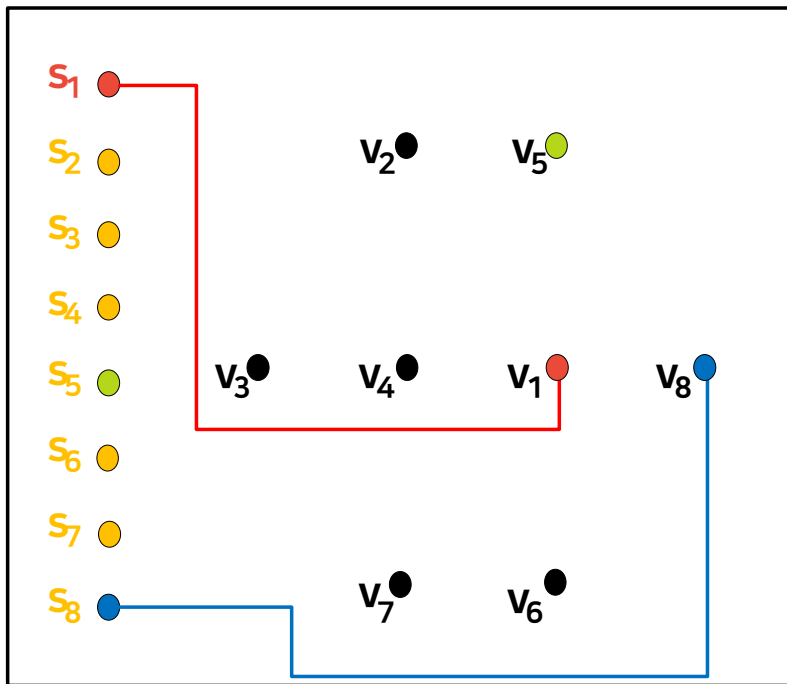 S₁
S₂
V₂ V₅
S₃
S₄
S₅ V₃ V₄ V₁ V₈
S₆
S₇
S₈ V₇ V₆